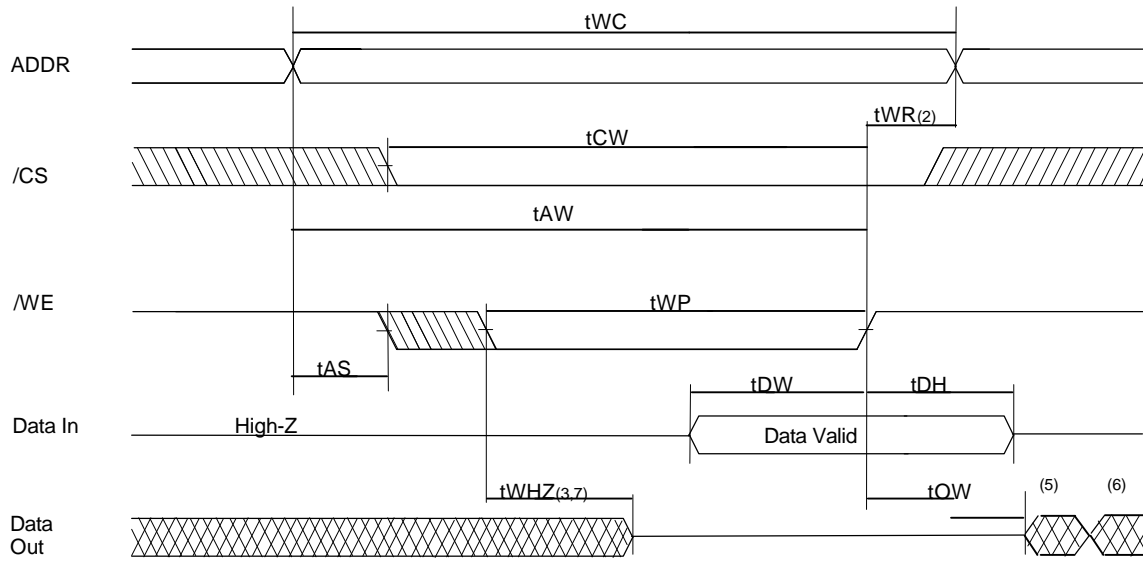 tWC
ADDR
tWR(2)
tCW
/CS
tAW
/WE
tWP
tAS
tDW
tDH
Data In
High-Z
Data Valid
tWHZ(3,7)
tOW
(5)
(6)
Data
Out